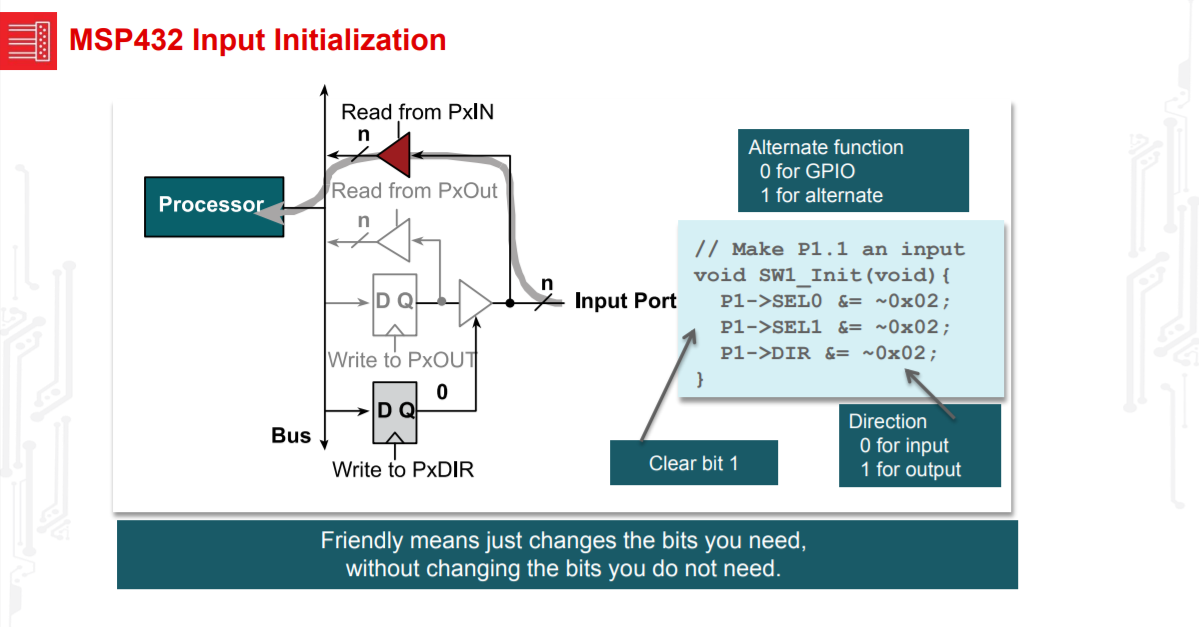 MSP432 Input Initialization
Read from PxIN
n
Read from PxOut
n
Processor
D Q
n
Input Port
Write to PxOUT
0
D Q
Bus
Write to PxDIR
Alternate function
0 for GPIO
1 for alternate
// Make P1.1 an input
void SW1_Init(void){
P1->SEL0 &= ~0x02;
P1->SEL1 &= ~0x02;
P1->DIR &= ~0x02;
}
Clear bit 1
Direction
0 for input
1 for output
Friendly means just changes the bits you need,
without changing the bits you do not need.